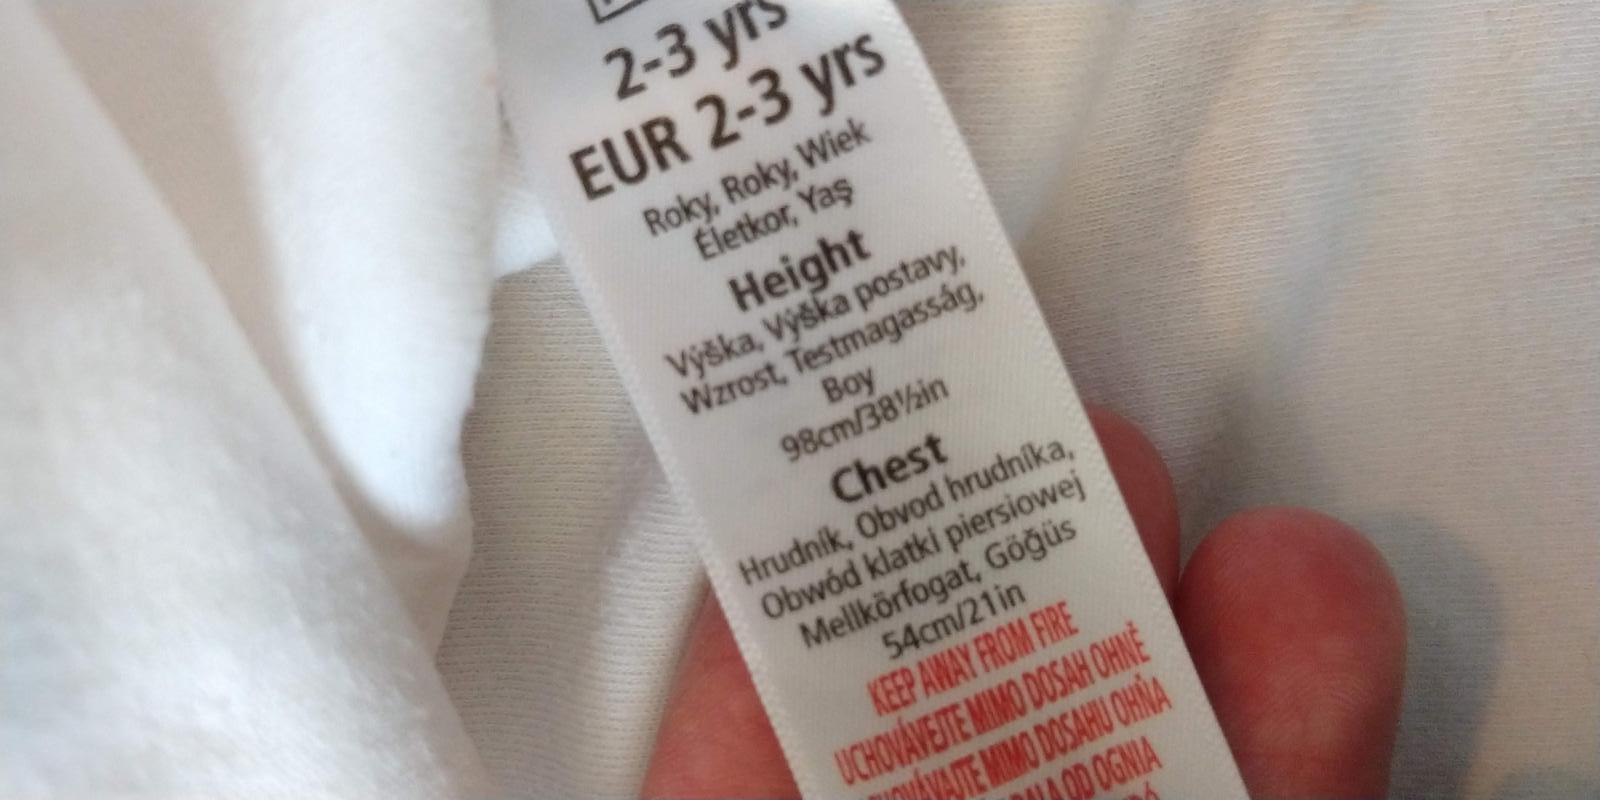 2-3 yrs
EUR 2-3 yrs
Roky, Roky, Wiek
Életkor, Yaş
Height
Výška, Výška postavy,
Wzrost, Testmagasság,
Boy
98cm/38½in
Chest
Hrudník, Obvod hrudníka,
Obwód klatki piersiowej
Mellkörfogat, Göğüs
54cm/21in
KEEP AWAY FROM FIRE
UCHOVÁVEJTE MIMO DOSAH OHNĚ
MIMO DOSAHU OHŇA
OD OGNIA